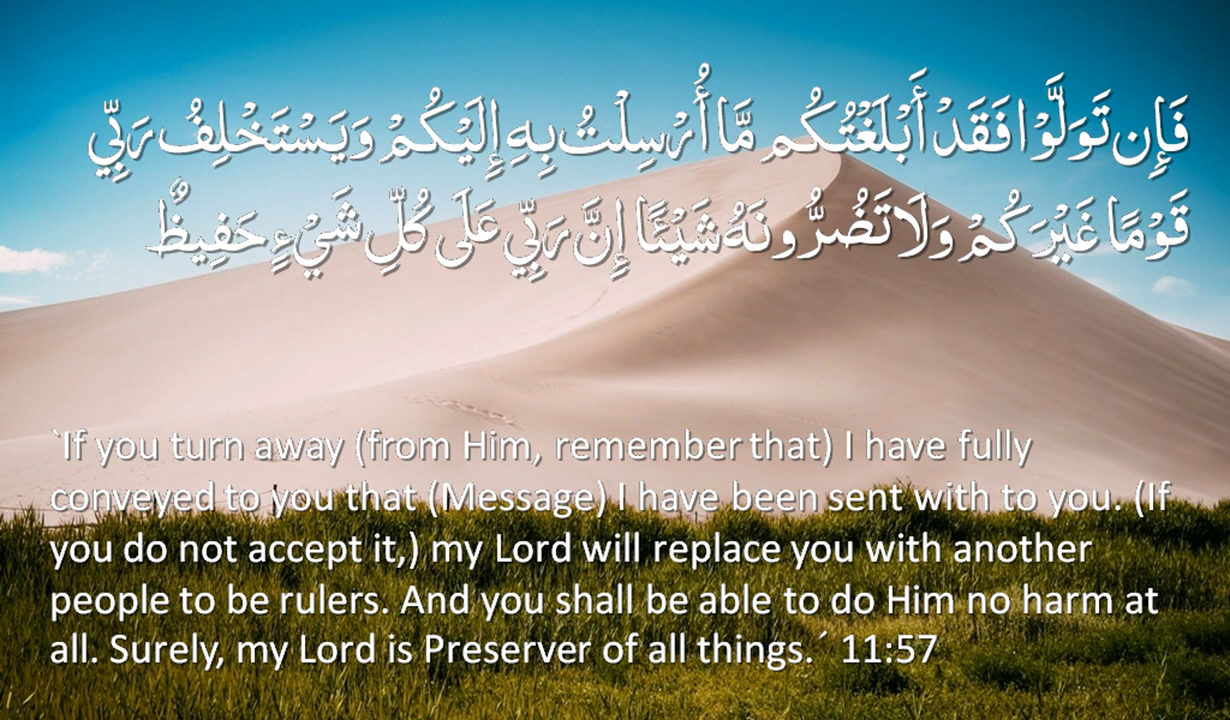 فَإِن تَوَلَّوْا فَقَدْ أَبْلَغْتُكُم مَّا أُرْسِلْتُ بِهِ إِلَيْكُمْ وَيَسْتَخْلِفُ رَبِّي
قَوْمًا غَيْرَكُمْ وَلَا تَضُرُّونَهُ شَيْئًا إِنَّ رَبِّي عَلَى كُلِّ شَيْءٍ حَفِيظٌ
`If you turn away (from Him, remember that) I have fully
conveyed to you that (Message) I have been sent with to you. (If
you do not accept it,) my Lord will replace you with another
people to be rulers. And you shall be able to do Him no harm at
all. Surely, my Lord is Preserver of all things.´ 11:57